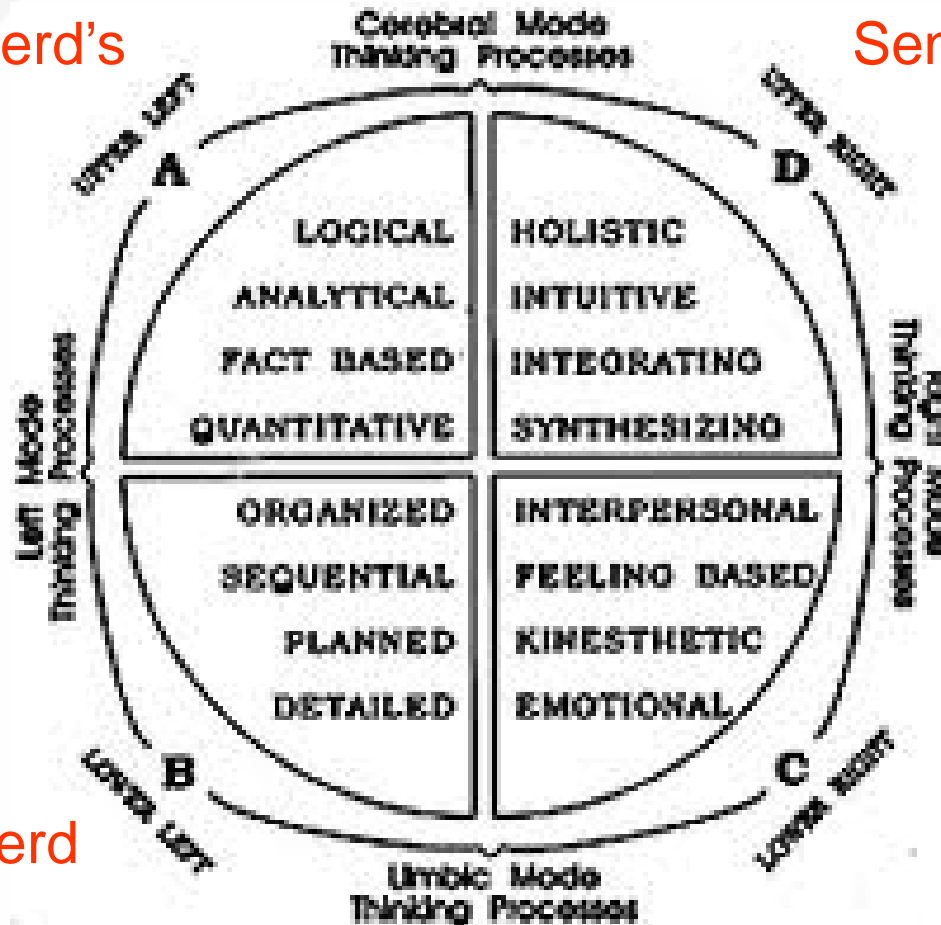 erd's
Ser
Cerebral Mode
Thinking Processes
UPPER LEFT
UPPER RIGHT
A
D
LOGICAL
HOLISTIC
ANALYTICAL
INTUITIVE
FACT BASED
INTEGRATING
QUANTITATIVE
SYNTHESIZING
Left Mode
Thinking Processes
Right Mode
Thinking Processes
ORGANIZED
INTERPERSONAL
SEQUENTIAL
FEELING BASED
PLANNED
KINESTHETIC
DETAILED
EMOTIONAL
B
C
LOWER LEFT
LOWER RIGHT
erd
Limbic Mode
Thinking Processes